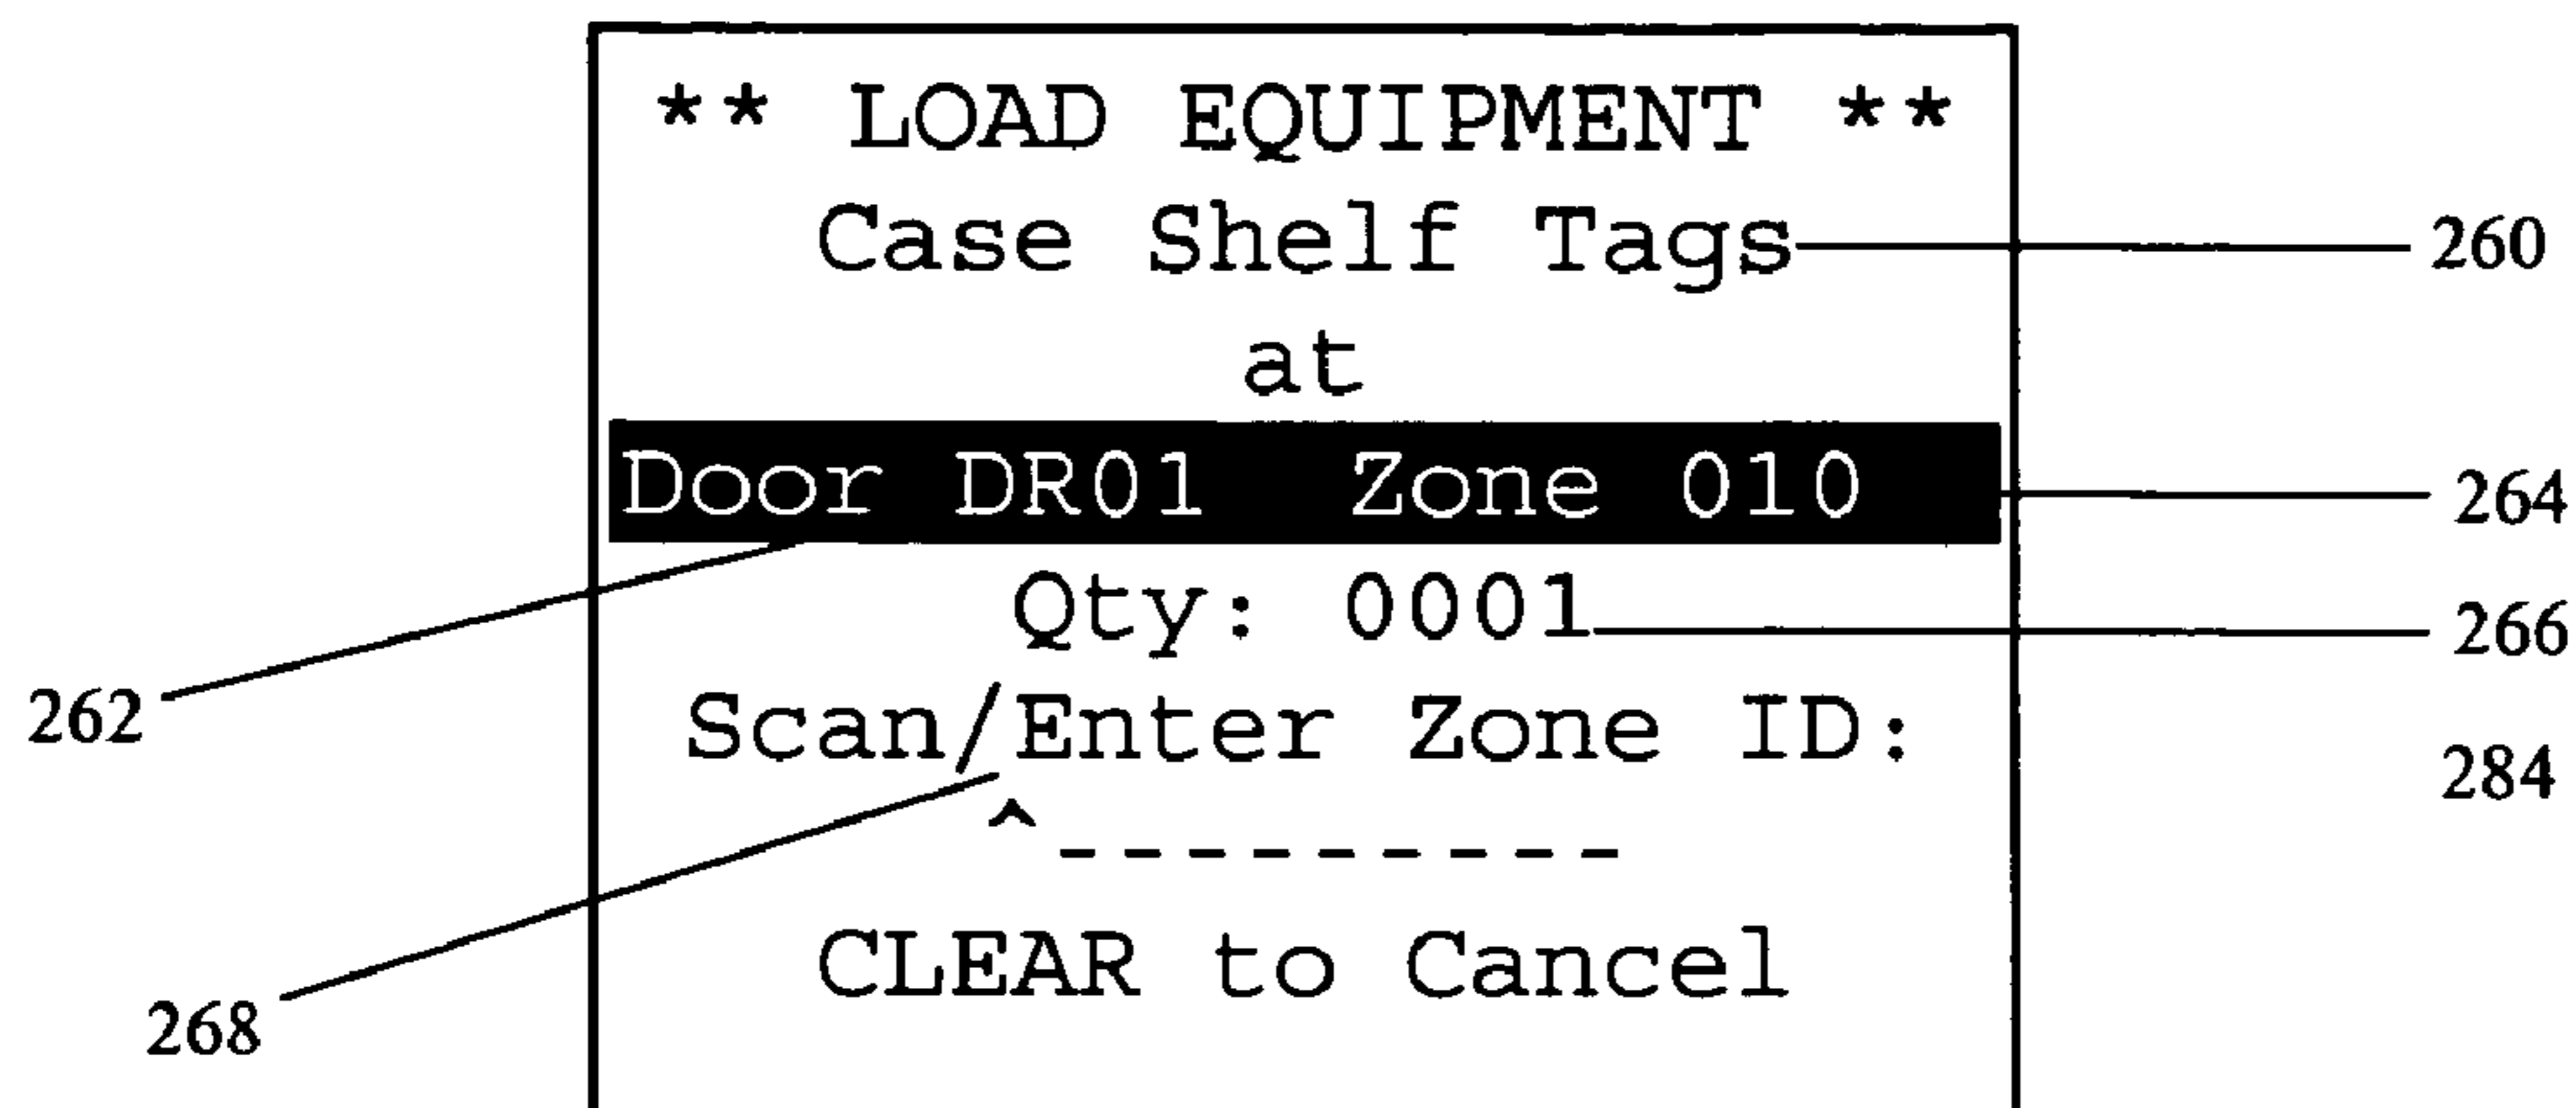 ** LOAD EQUIPMENT **
Case Shelf Tags
260
at
Door DR01 Zone 010
264
Qty: 0001
266
262
Scan/Enter Zone ID:
284
^ _ _ _ _ _ _ _ _ _
CLEAR to Cancel
268